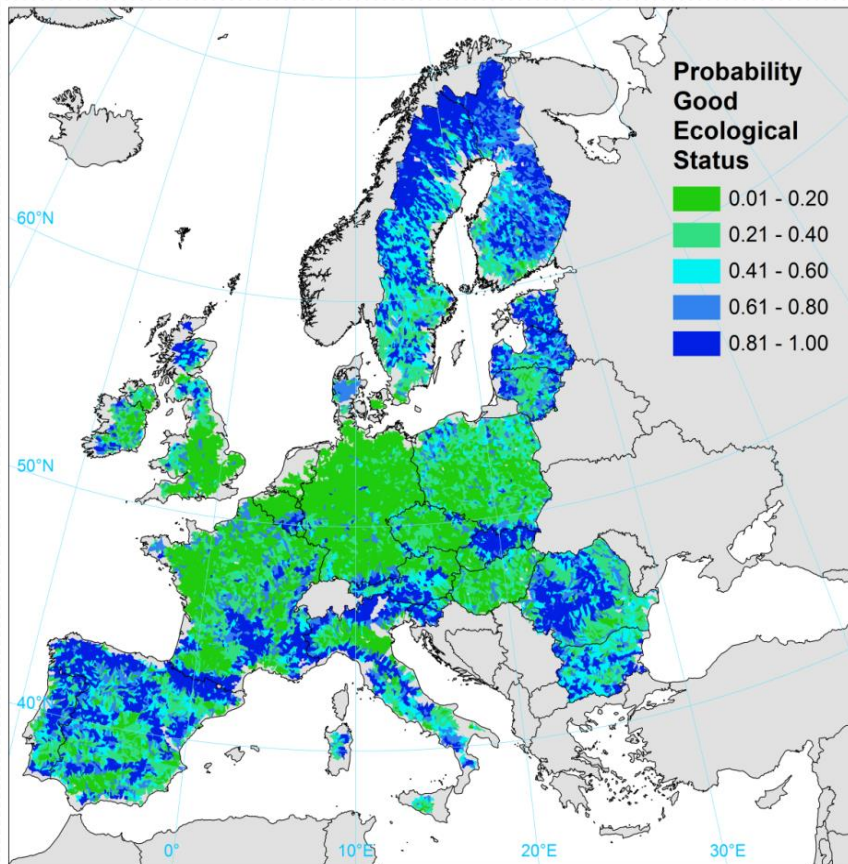 Probability
Good
Ecological
Status
0.01 - 0.20
0.21 - 0.40
0.41 - 0.60
0.61 - 0.80
0.81 - 1.00
60°N
50°N
40°N
0°
10°E
20°E
30°E